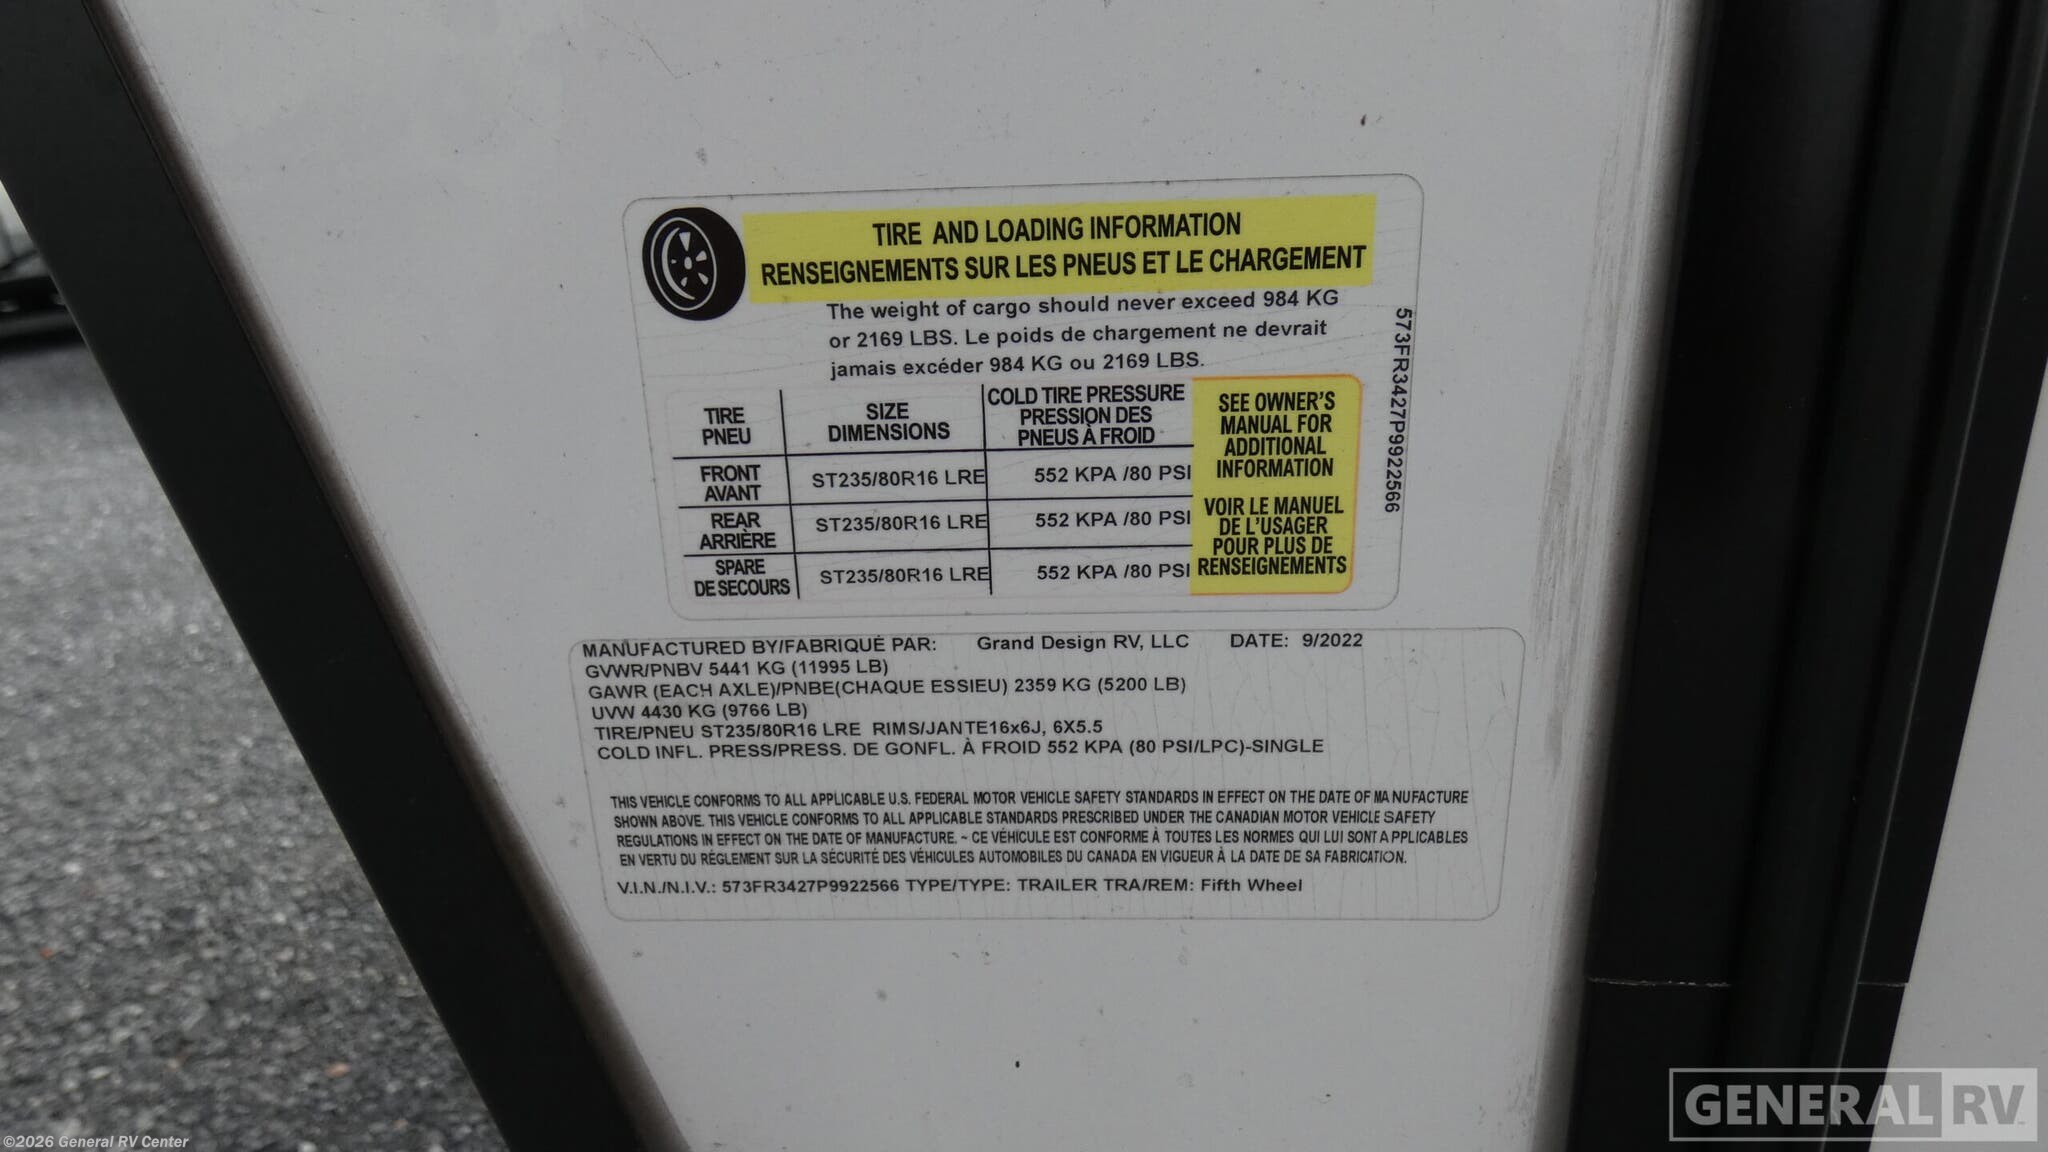 TIRE AND LOADING INFORMATION
RENSEIGNEMENTS SUR LES PNEUS ET LE CHARGEMENT
The weight of cargo should never exceed 984 KG
or 2169 LBS. Le poids de chargement ne devrait
jamais excéder 984 KG ou 2169 LBS.
TIRE
PNEU
SIZE
DIMENSIONS
COLD TIRE PRESSURE
PRESSION DES
PNEUS À FROID
FRONT
AVANT
ST235/80R16 LRE
552 KPA /80 PSI
REAR
ARRIÈRE
ST235/80R16 LRE
552 KPA /80 PSI
SPARE
DE SECOURS
ST235/80R16 LRE
552 KPA /80 PSI
SEE OWNER'S
MANUAL FOR
ADDITIONAL
INFORMATION
VOIR LE MANUEL
DE L'USAGER
POUR PLUS DE
RENSEIGNEMENTS
573FR3427P9922566
MANUFACTURED BY/FABRIQUÉ PAR: Grand Design RV, LLC DATE: 9/2022
GVWR/PNBV 5441 KG (11995 LB)
GAWR (EACH AXLE)/PNBE(CHAQUE ESSIEU) 2359 KG (5200 LB)
UVW 4430 KG (9766 LB)
TIRE/PNEU ST235/80R16 LRE RIMS/JANTE16x6J, 6X5.5
COLD INFL. PRESS/PRESS. DE GONFL. À FROID 552 KPA (80 PSI/LPC)-SINGLE
THIS VEHICLE CONFORMS TO ALL APPLICABLE U.S. FEDERAL MOTOR VEHICLE SAFETY STANDARDS IN EFFECT ON THE DATE OF MANUFACTURE
SHOWN ABOVE. THIS VEHICLE CONFORMS TO ALL APPLICABLE STANDARDS PRESCRIBED UNDER THE CANADIAN MOTOR VEHICLE SAFETY
REGULATIONS IN EFFECT ON THE DATE OF MANUFACTURE. ~ CE VÉHICULE EST CONFORME À TOUTES LES NORMES QUI LUI SONT APPLICABLES
EN VERTU DU RÉGLEMENT SUR LA SÉCURITÉ DES VÉHICULES AUTOMOBILES DU CANADA EN VIGUEUR À LA DATE DE SA FABRICATION.
V.I.N./N.I.V.: 573FR3427P9922566 TYPE/TYPE: TRAILER TRA/REM: Fifth Wheel
GENERAL RV
©2026 General RV Center